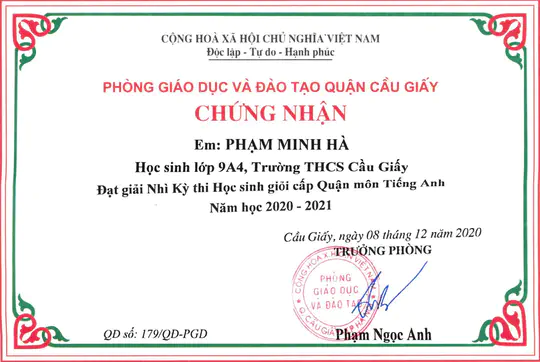 CỘNG HOÀ XÃ HỘI CHỦ NGHĨA VIỆT NAM
Độc lập - Tự do - Hạnh phúc
PHÒNG GIÁO DỤC VÀ ĐÀO TẠO QUẬN CẦU GIẤY
CHỨNG NHẬN
Em: PHẠM MINH HÀ
Học sinh lớp 9A4, Trường THCS Cầu Giấy
Đạt giải Nhì Kỳ thi Học sinh giỏi cấp Quận môn Tiếng Anh
Năm học 2020 - 2021
Cầu Giấy, ngày 08 tháng 12 năm 2020
TRƯỞNG PHÒNG
PHÒNG
GIÁO DỤC
VÀ ĐÀO TẠO
QĐ số: 179/QD-PGD
Phạm Ngọc Anh